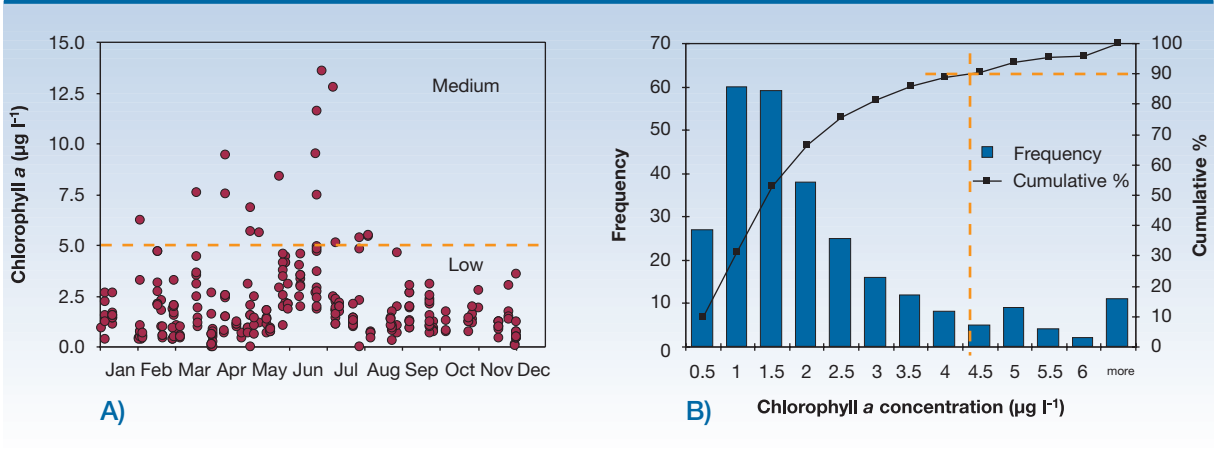 15.0
12.5
10.0
7.5
5.0
2.5
0.0
Chlorophyll a (µg l-1)
Medium
Low
Jan Feb Mar Apr May Jun Jul Aug Sep Oct Nov Dec
A)
70
60
50
40
30
20
10
0
Frequency
Frequency
Cumulative %
100
90
80
70
60
50
40
30
20
10
0
Cumulative %
0.5 1 1.5 2 2.5 3 3.5 4 4.5 5 5.5 6 more
B)
Chlorophyll a concentration (µg l-1)